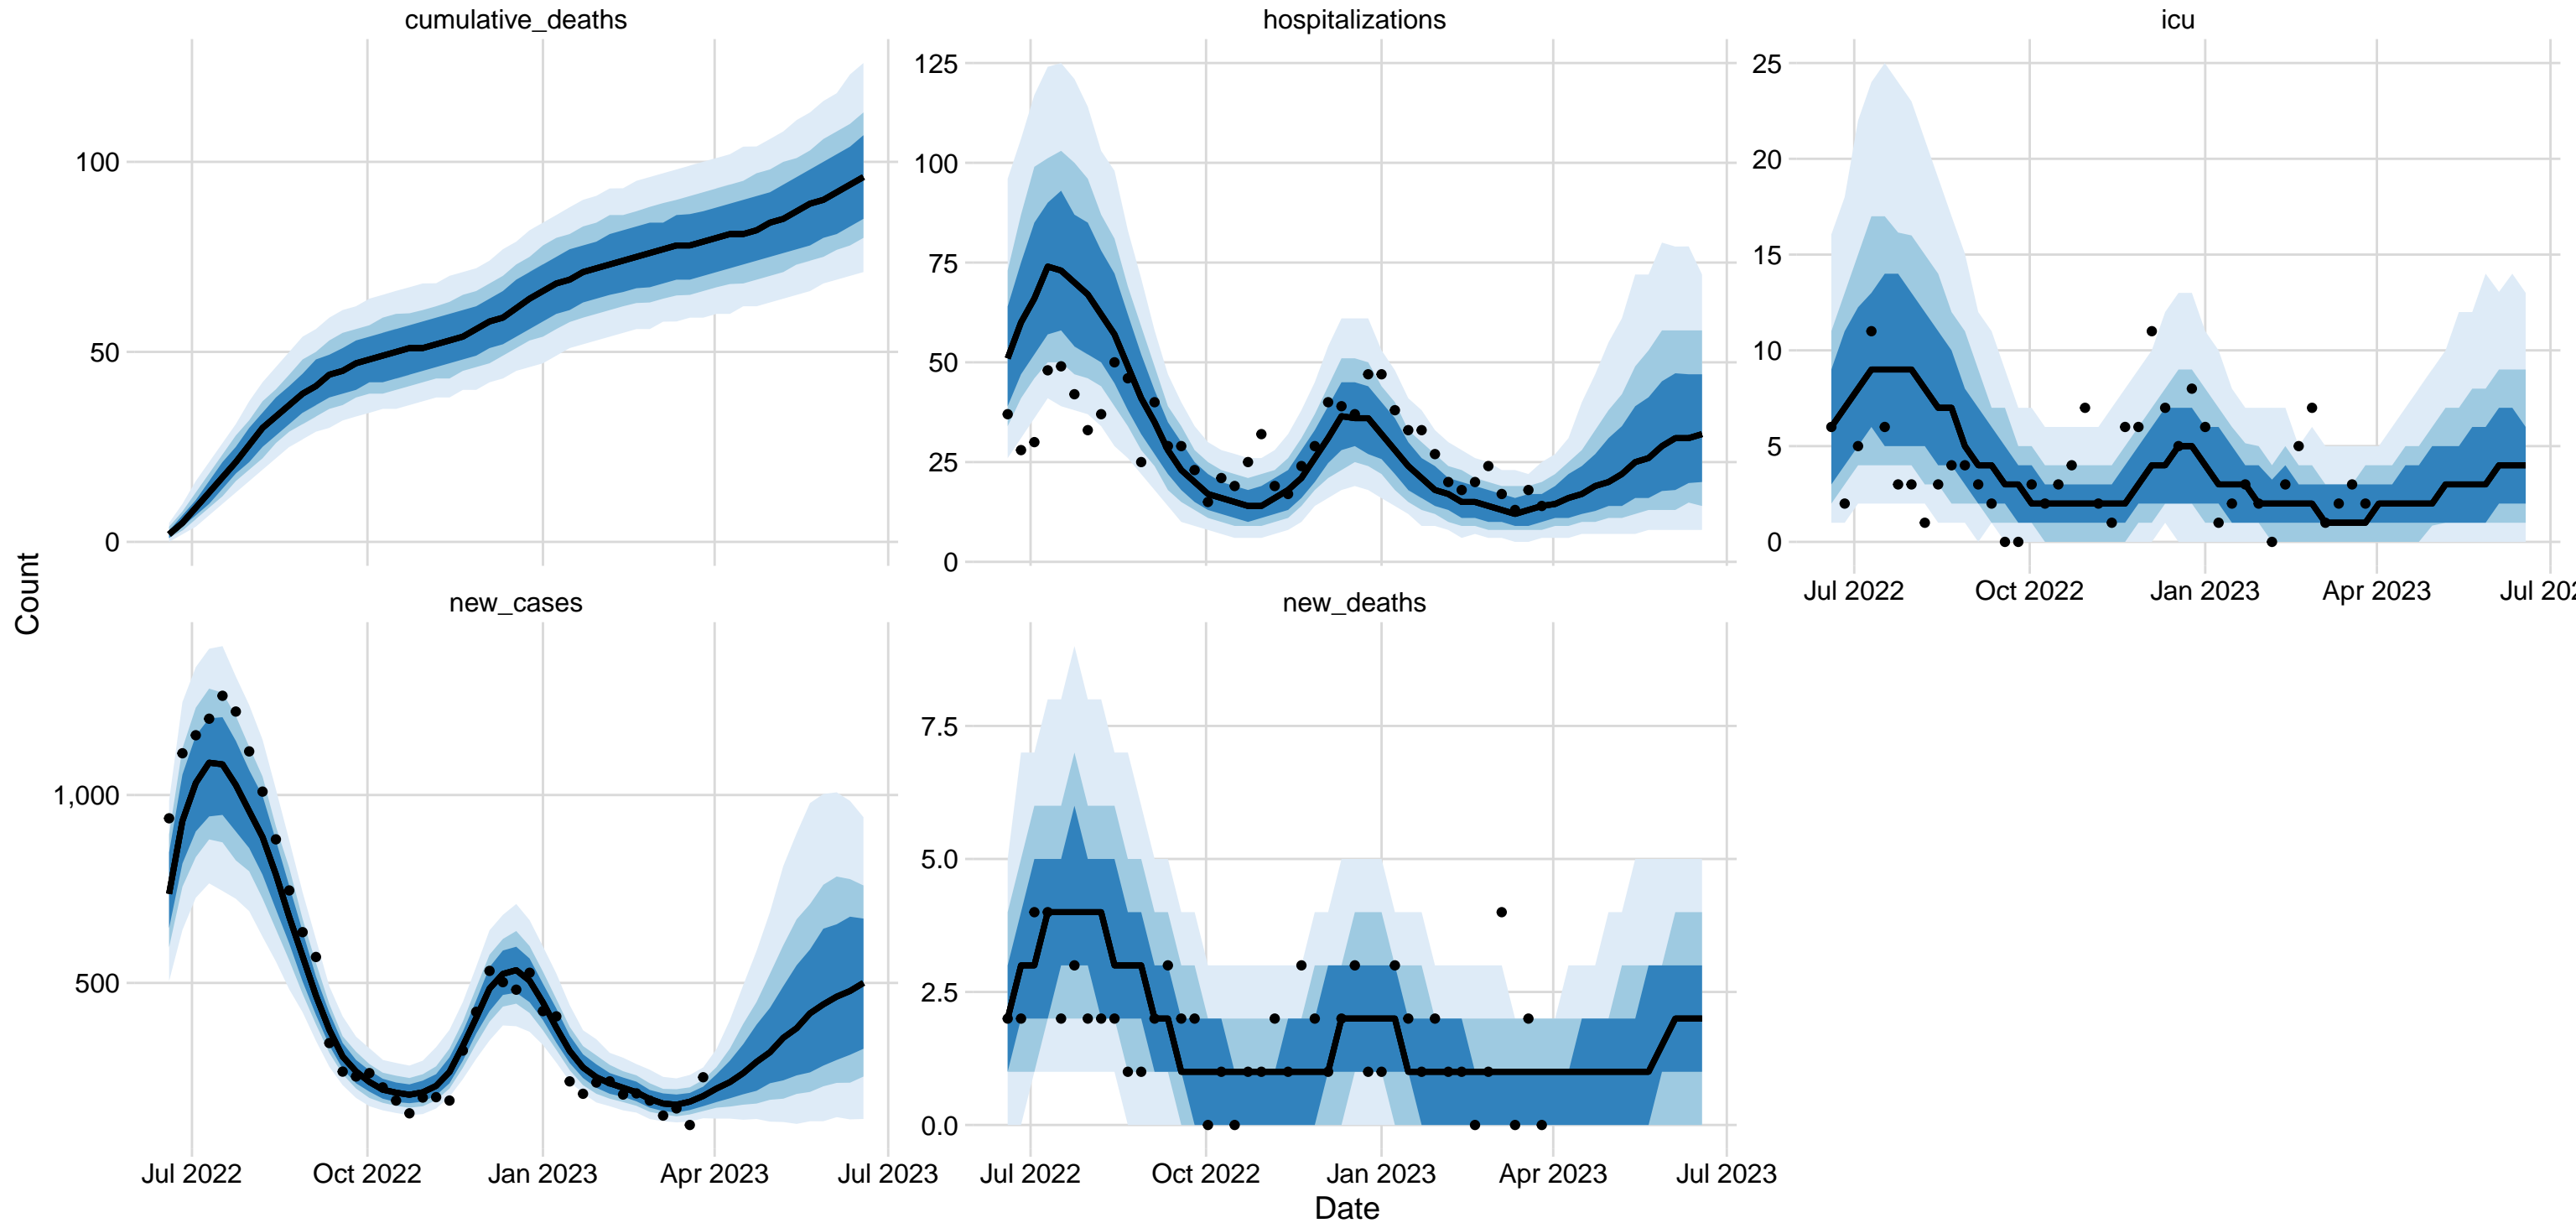 cumulative_deaths
hospitalizations
icu
100
50
0
125
100
75
50
25
0
25
20
15
10
5
0
Jul 2022
Oct 2022
Jan 2023
Apr 2023
Jul 202
Count
new_cases
new_deaths
1,000
500
7.5
5.0
2.5
0.0
Jul 2022
Oct 2022
Jan 2023
Apr 2023
Jul 2023
Jul 2022
Oct 2022
Jan 2023
Apr 2023
Jul 2023
Date